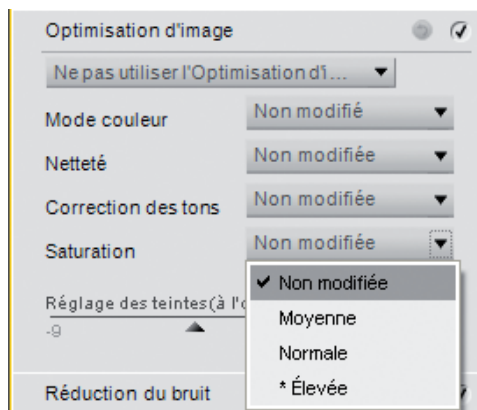 Optimisation d'image
Ne pas utiliser l'Optimisation d'i...
Mode couleur Non modifié
Netteté Non modifiée
Correction des tons Non modifiée
Saturation Non modifiée
✔ Non modifiée
Réglage des teintes(à l'
Moyenne
-9
Normale
* Élevée
Réduction du bruit